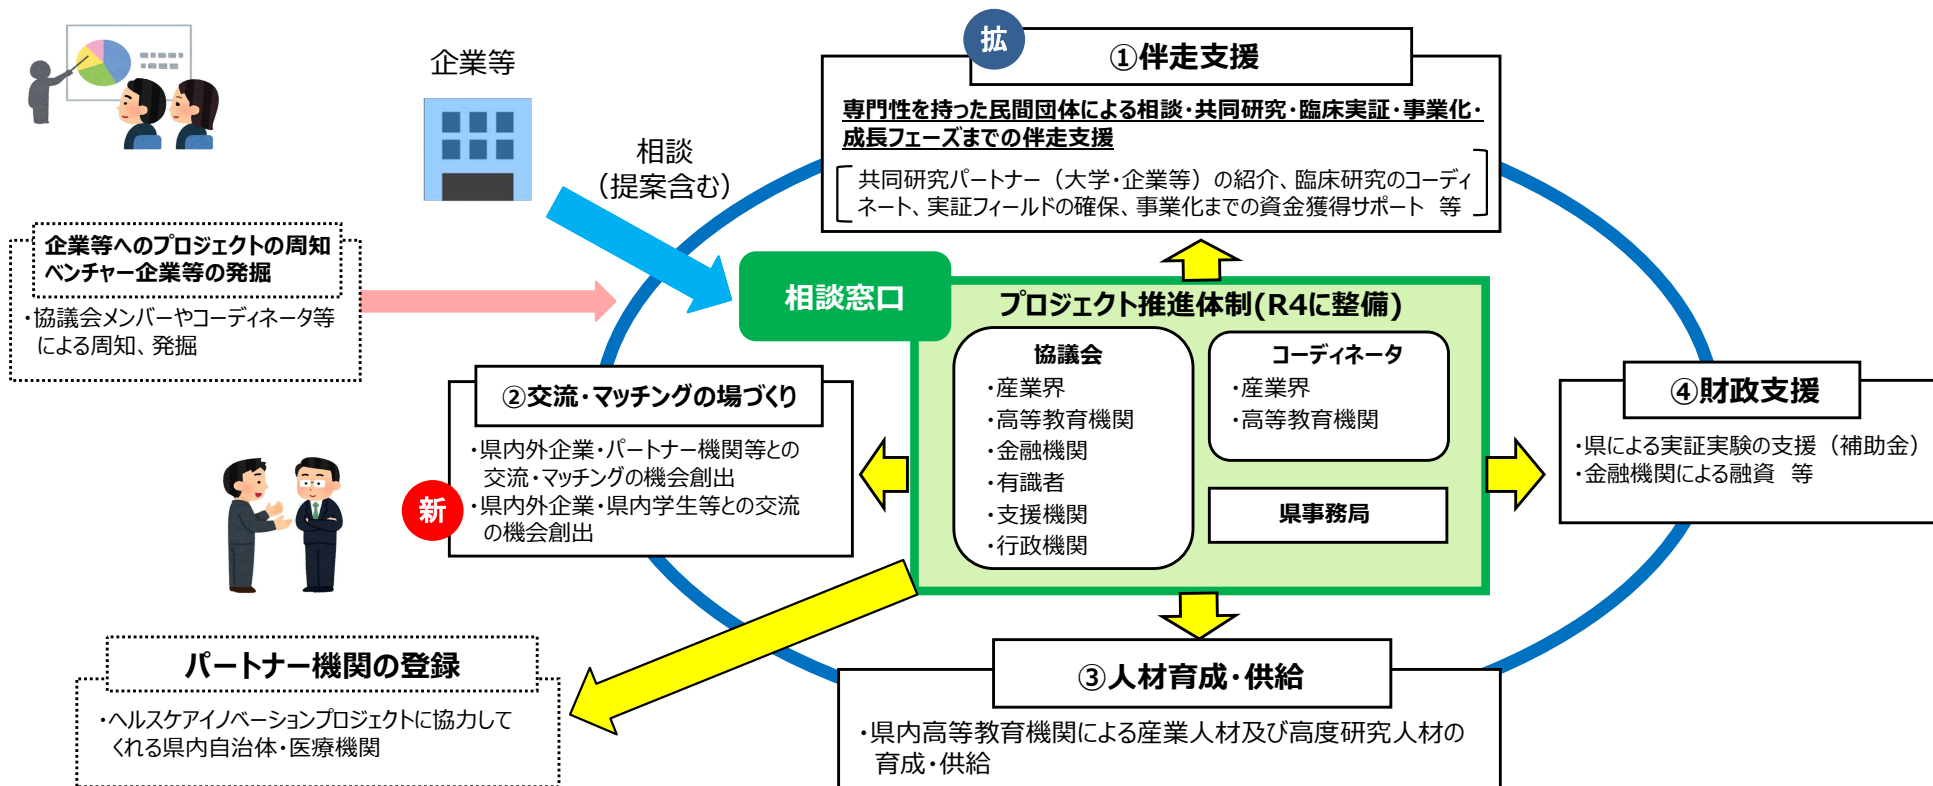 企業等
相談
（提案含む）
拡
①伴走支援
専門性を持った民間団体による相談・共同研究・臨床実証・事業化・
成長フェーズまでの伴走支援
共同研究パートナー（大学・企業等）の紹介、臨床研究のコーディ
ネート、実証フィールドの確保、事業化までの資金獲得サポート 等
企業等へのプロジェクトの周知
ベンチャー企業等の発掘
・協議会メンバーやコーディネータ等
による周知、発掘
相談窓口
プロジェクト推進体制(R4に整備)
協議会
・産業界
・高等教育機関
・金融機関
・有識者
・支援機関
・行政機関
コーディネータ
・産業界
・高等教育機関
県事務局
②交流・マッチングの場づくり
・県内外企業・パートナー機関等との
交流・マッチングの機会創出
・県内外企業・県内学生等との交流
の機会創出
新
④財政支援
・県による実証実験の支援（補助金）
・金融機関による融資 等
パートナー機関の登録
・ヘルスケアイノベーションプロジェクトに協力して
くれる県内自治体・医療機関
③人材育成・供給
・県内高等教育機関による産業人材及び高度研究人材の
育成・供給